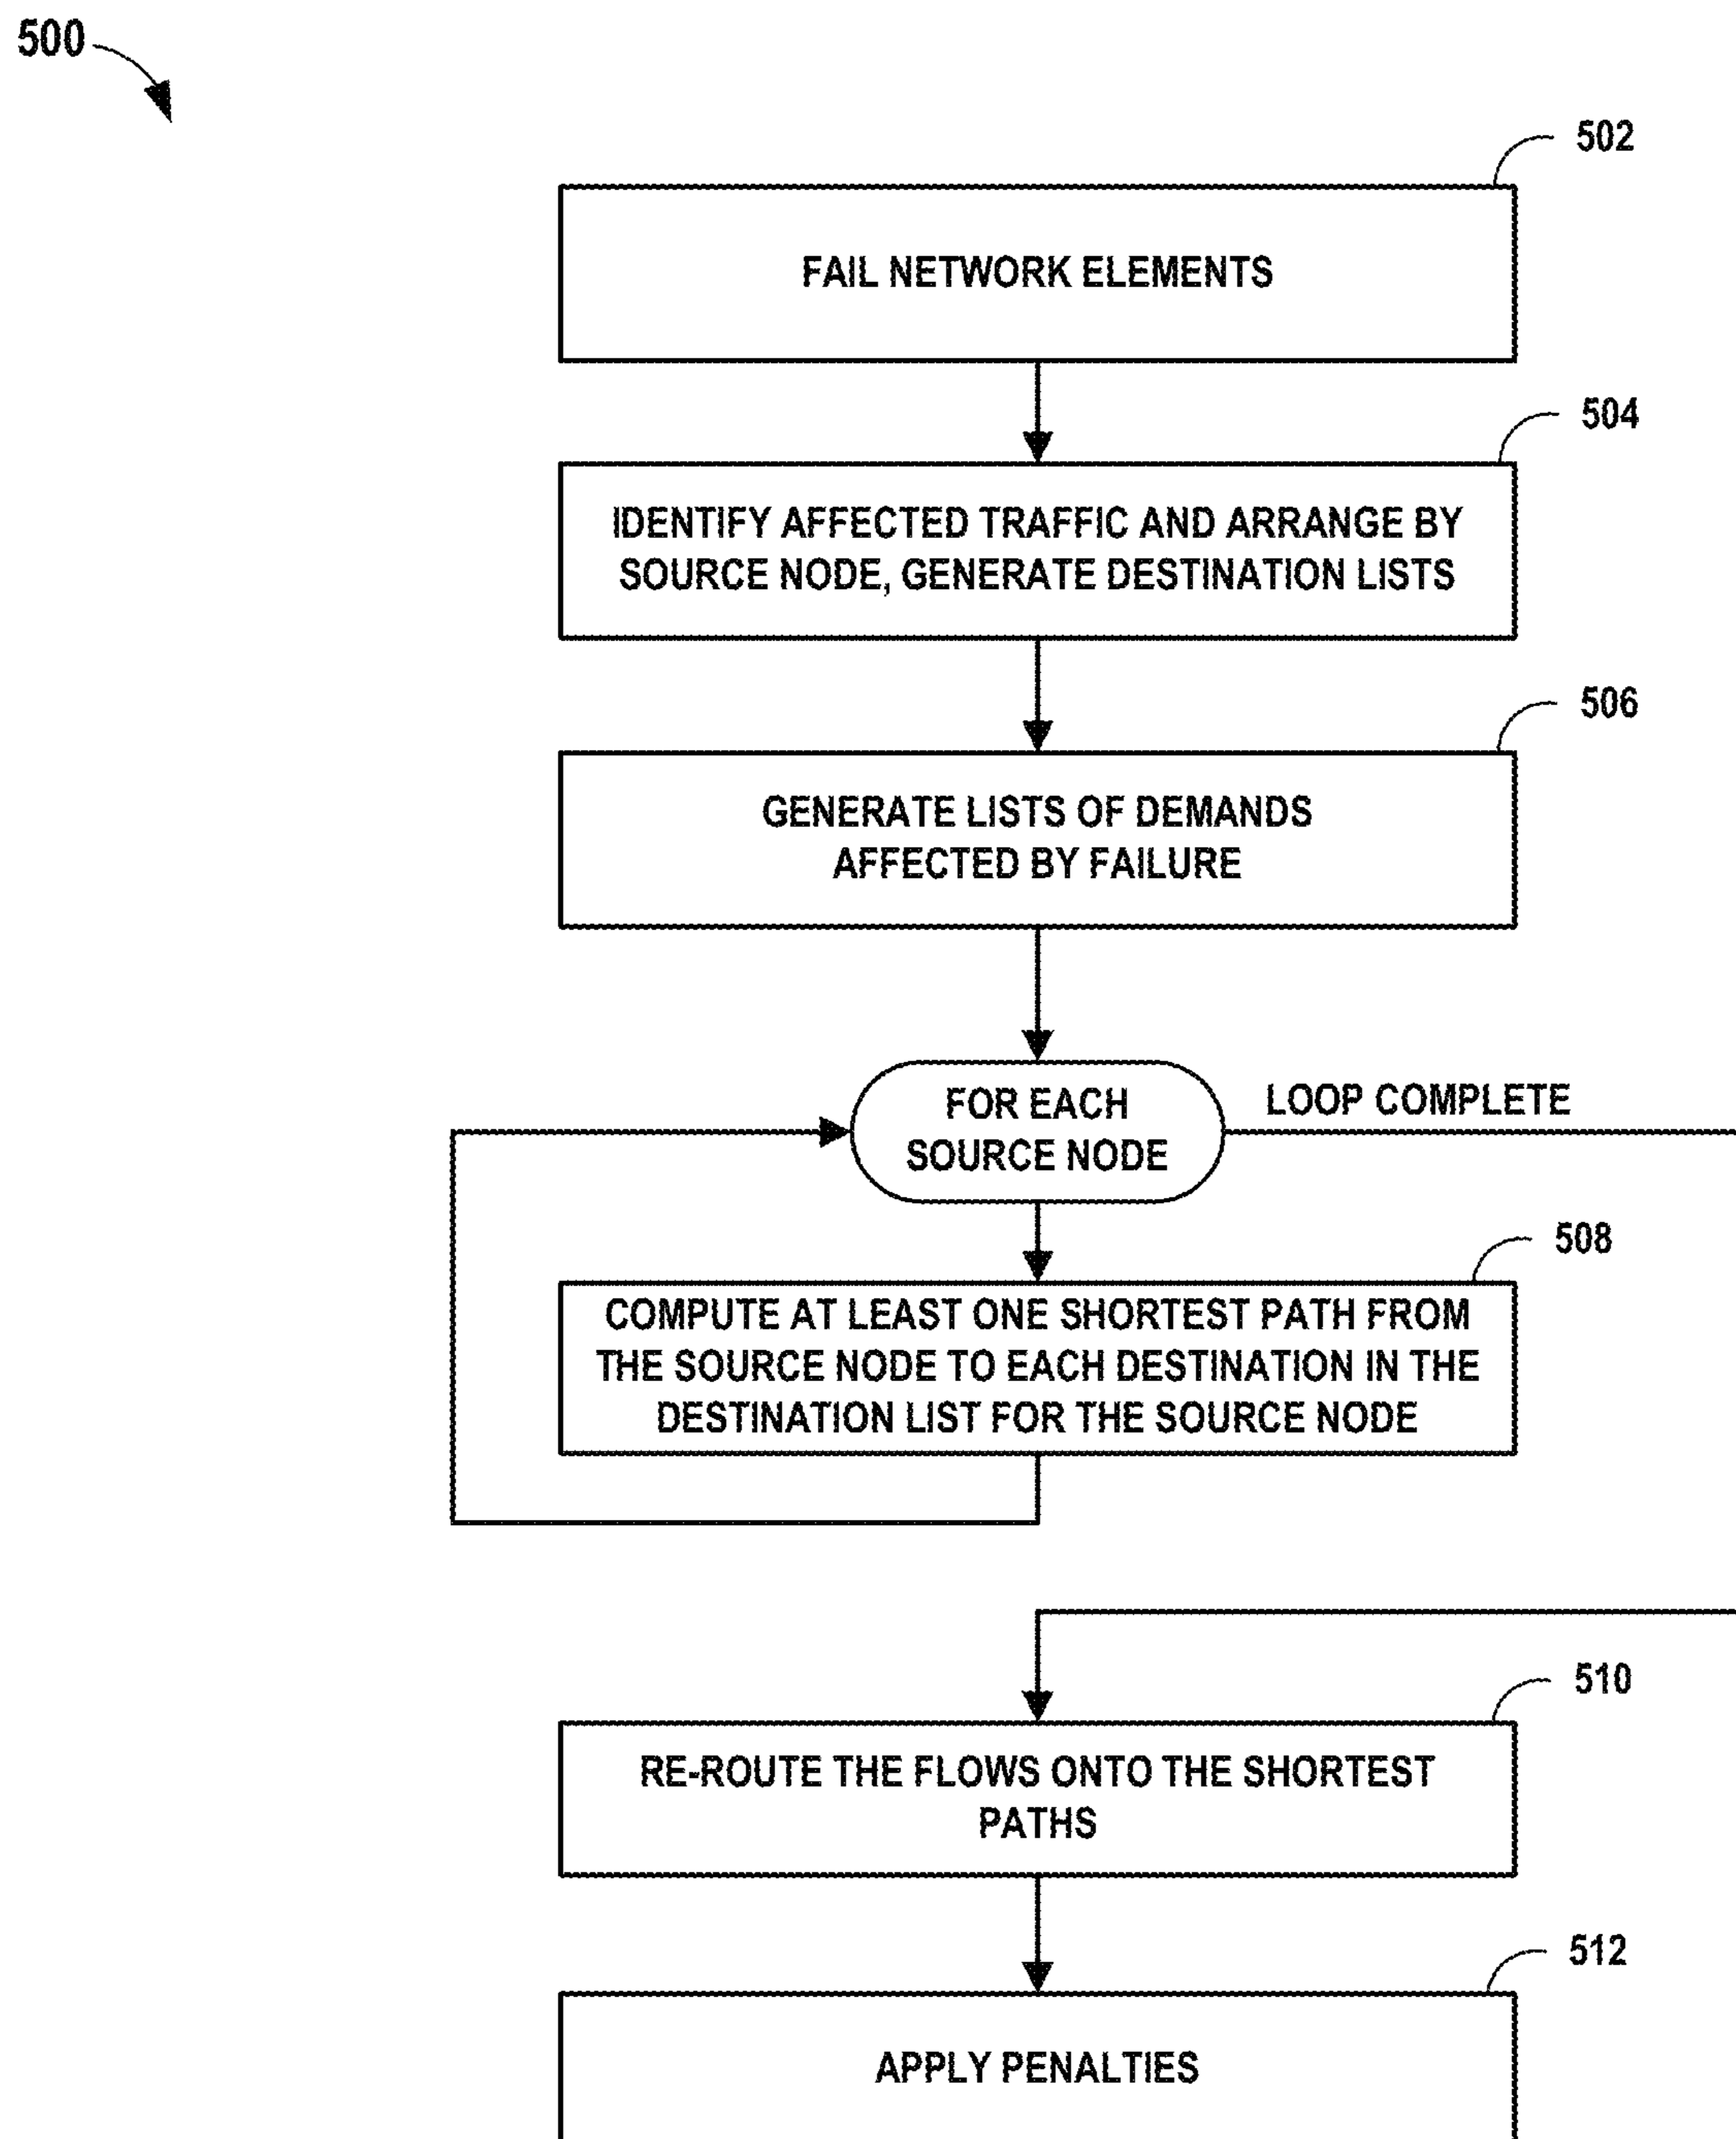 500
502
FAIL NETWORK ELEMENTS
504
IDENTIFY AFFECTED TRAFFIC AND ARRANGE BY
SOURCE NODE, GENERATE DESTINATION LISTS
506
GENERATE LISTS OF DEMANDS
AFFECTED BY FAILURE
FOR EACH
SOURCE NODE
LOOP COMPLETE
508
COMPUTE AT LEAST ONE SHORTEST PATH FROM
THE SOURCE NODE TO EACH DESTINATION IN THE
DESTINATION LIST FOR THE SOURCE NODE
510
RE-ROUTE THE FLOWS ONTO THE SHORTEST
PATHS
512
APPLY PENALTIES